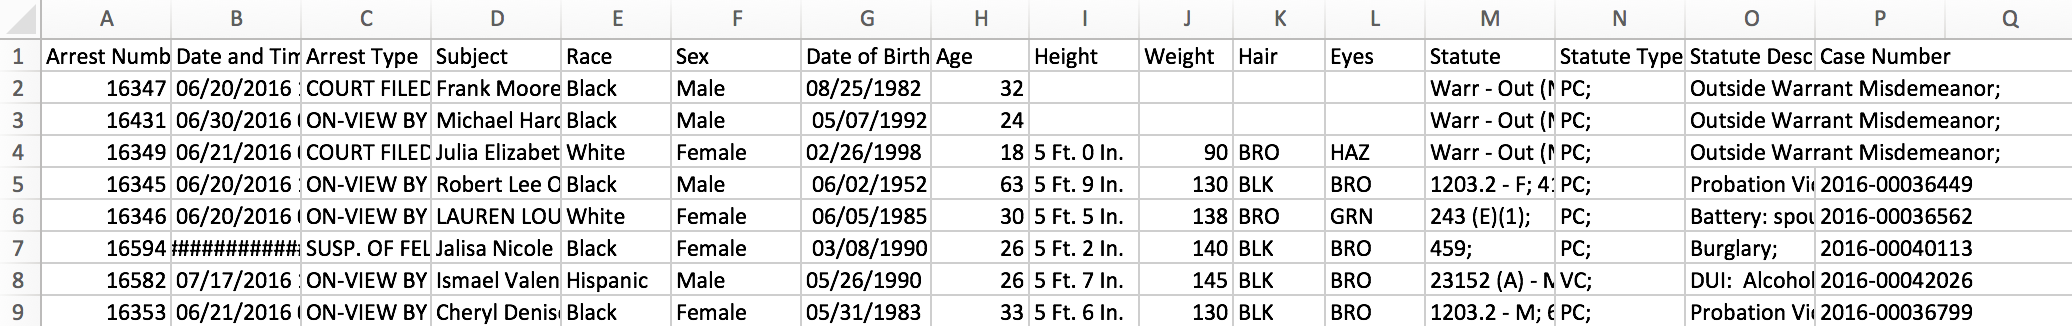 A B C D E F G H I J K L M N O P Q
1 Arrest Numb Date and Tim Arrest Type Subject Race Sex Date of Birth Age Height Weight Hair Eyes Statute Statute Type Statute Desc Case Number
2 16347 06/20/2016 COURT FILED Frank Moore Black Male 08/25/1982 32 Warr - Out (M PC; Outside Warrant Misdemeanor;
3 16431 06/30/2016 ON-VIEW BY Michael Hard Black Male 05/07/1992 24 Warr - Out (M PC; Outside Warrant Misdemeanor;
4 16349 06/21/2016 COURT FILED Julia Elizabet White Female 02/26/1998 18 5 Ft. 0 In. 90 BRO HAZ Warr - Out (M PC; Outside Warrant Misdemeanor;
5 16345 06/20/2016 ON-VIEW BY Robert Lee Black Male 06/02/1952 63 5 Ft. 9 In. 130 BLK BRO 1203.2 - F; PC; Probation 2016-00036449
6 16346 06/20/2016 ON-VIEW BY LAUREN LOU White Female 06/05/1985 30 5 Ft. 5 In. 138 BRO GRN 243 (E)(1); PC; Battery: spou 2016-00036562
7 16594 ############ SUSP. OF FEL Jalisa Nicole Black Female 03/08/1990 26 5 Ft. 2 In. 140 BLK BRO 459; PC; Burglary; 2016-00040113
8 16582 07/17/2016 ON-VIEW BY Ismael Valen Hispanic Male 05/26/1990 26 5 Ft. 7 In. 145 BLK BRO 23152 (A) - VC; DUI: Alcohol 2016-00042026
9 16353 06/21/2016 ON-VIEW BY Cheryl Denis Black Female 05/31/1983 33 5 Ft. 6 In. 130 BLK BRO 1203.2 - M; PC; Probation 2016-00036799